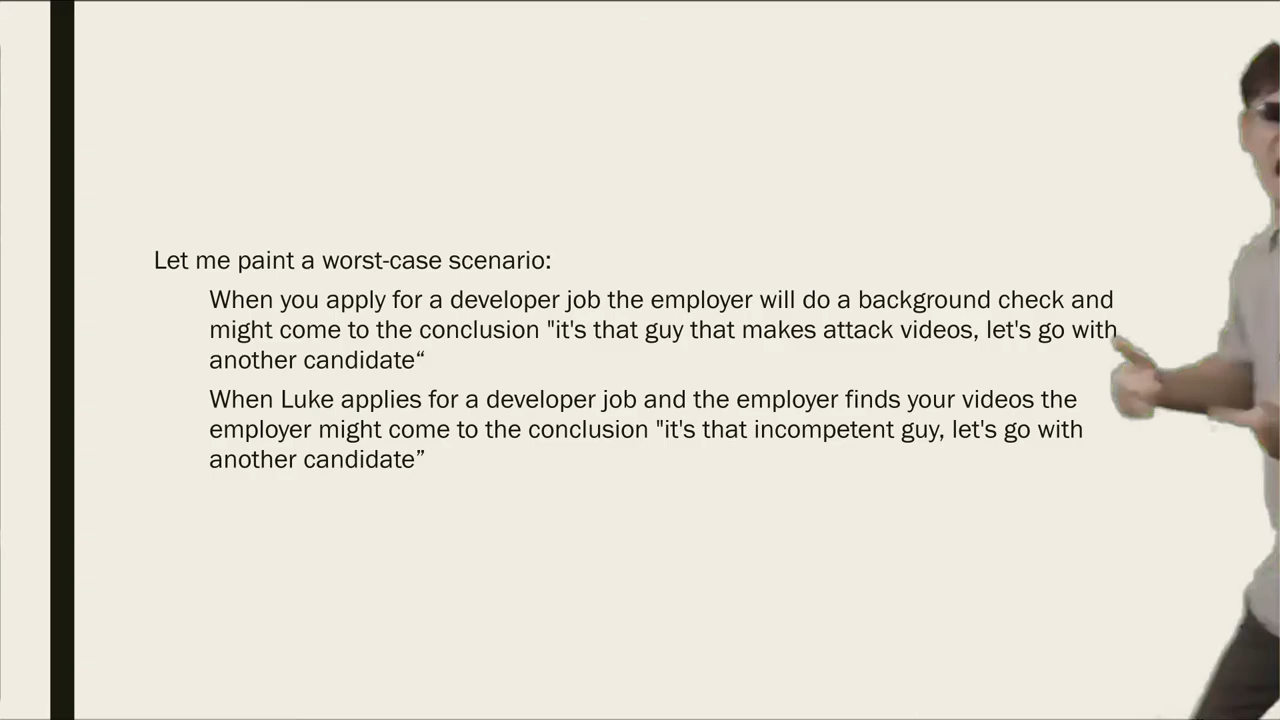 Let me paint a worst-case scenario:
When you apply for a developer job the employer will do a background check and
might come to the conclusion "it's that guy that makes attack videos, let's go with
another candidate“
When Luke applies for a developer job and the employer finds your videos the
employer might come to the conclusion "it's that incompetent guy, let's go with
another candidate”